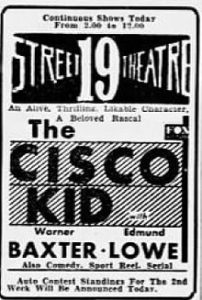 Continuous Shows Today
From 2.00 to 12.00
STREET 19 THEATRE
An Alive, Thrilling, Likable Character,
A Beloved Rascal
The
FOX
CISCO
KID
with
Warner Edmund
BAXTER · LOWE
Also Comedy, Sport Reel, Serial
Auto Contest Standings For The 2nd
Week Will Be Announced Today.